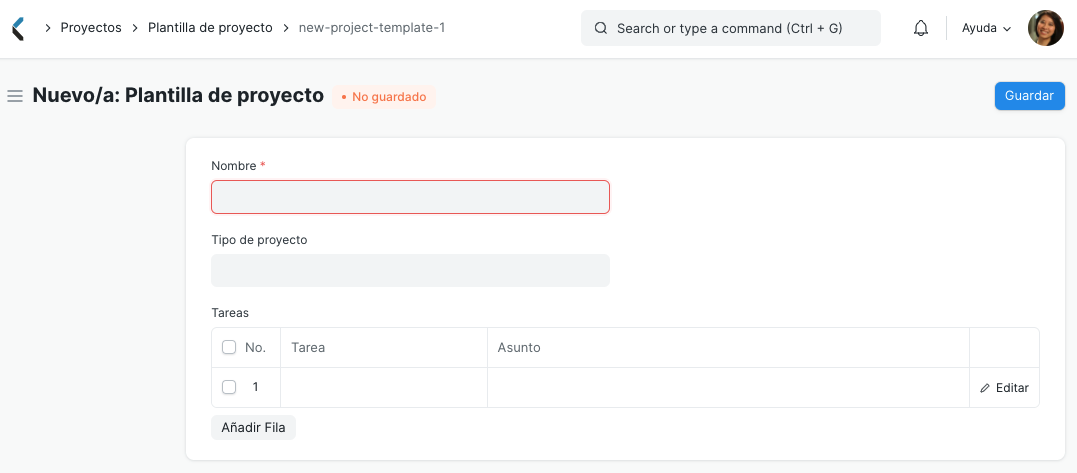 Proyectos Plantilla de proyecto new-project-template-1 Search or type a command (Ctrl + G) Ayuda
Nuevo/a: Plantilla de proyecto • No guardado Guardar
Nombre *
Tipo de proyecto
Tareas
No. Tarea Asunto
1 Editar
Añadir Fila